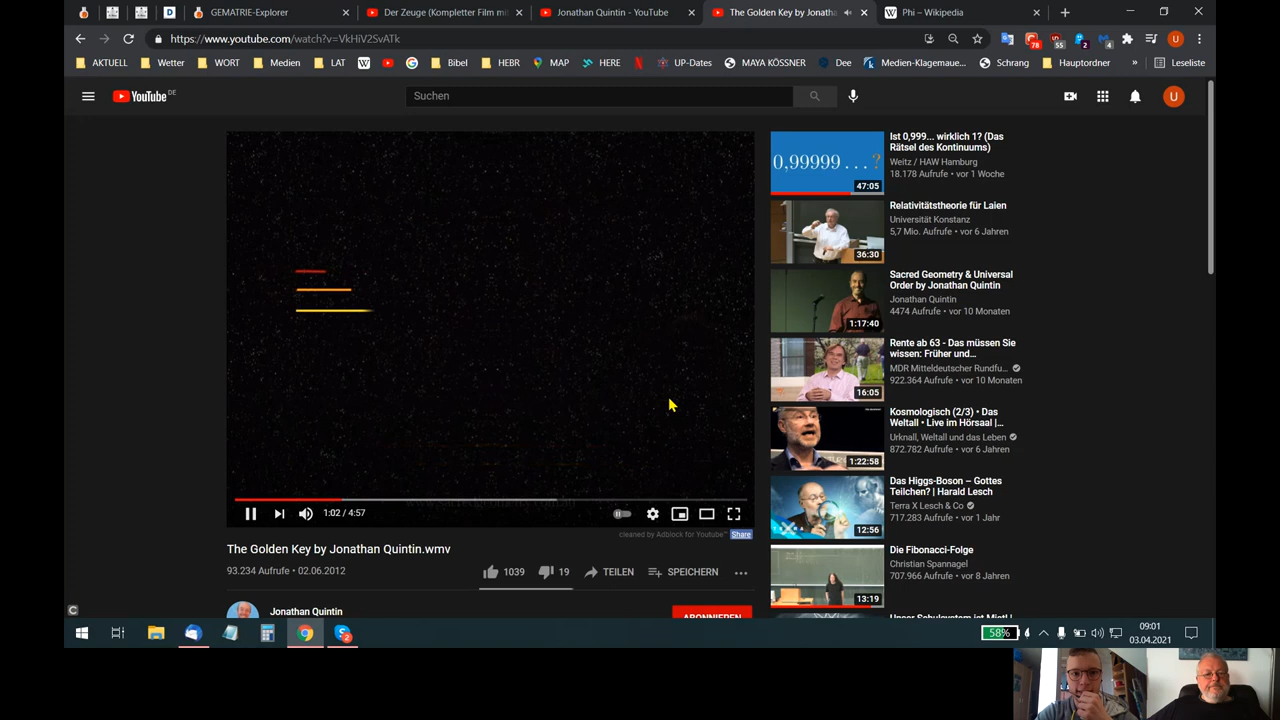 GEMATRIE-Explorer
Der Zeuge (Kompletter Film mit
Jonathan Quintin - YouTube
The Golden Key by Jonatha
Phi – Wikipedia
https://www.youtube.com/watch?v=VkHiV2SvATk
78
55
2
4
U
AKTUELL
Wetter
WORT
Medien
LAT
Bibel
HEBR
MAP
HERE
UP-Dates
MAYA KÖSSNER
Dee
Medien-Klagemaue...
Schrang
Hauptordner
»
Leseliste
YouTube DE
Suchen
U
0,99999 ...?
47:05
Ist 0,999... wirklich 1? (Das
Rätsel des Kontinuums)
Weitz / HAW Hamburg
18.178 Aufrufe • vor 1 Woche
36:30
Relativitätstheorie für Laien
Universität Konstanz
5,7 Mio. Aufrufe • vor 6 Jahren
1:17:40
Sacred Geometry & Universal
Order by Jonathan Quintin
Jonathan Quintin
4474 Aufrufe • vor 10 Monaten
16:05
Rente ab 63 - Das müssen Sie
wissen: Früher und...
MDR Mitteldeutscher Rundfu...
922.364 Aufrufe • vor 10 Monaten
1:22:58
Kosmologisch (2/3) • Das
Weltall • Live im Hörsaal |...
Urknall, Weltall und das Leben
872.782 Aufrufe • vor 6 Jahren
12:56
Das Higgs-Boson – Gottes
Teilchen? | Harald Lesch
Terra X Lesch & Co
717.283 Aufrufe • vor 1 Jahr
13:19
Die Fibonacci-Folge
Christian Spannagel
707.966 Aufrufe • vor 8 Jahren
1:02 / 4:57
cleaned by Adblock for Youtube™ Share
The Golden Key by Jonathan Quintin.wmv
93.234 Aufrufe • 02.06.2012
1039
19
TEILEN
SPEICHERN
Jonathan Quintin
ABONNIEREN
58%
09:01
03.04.2021